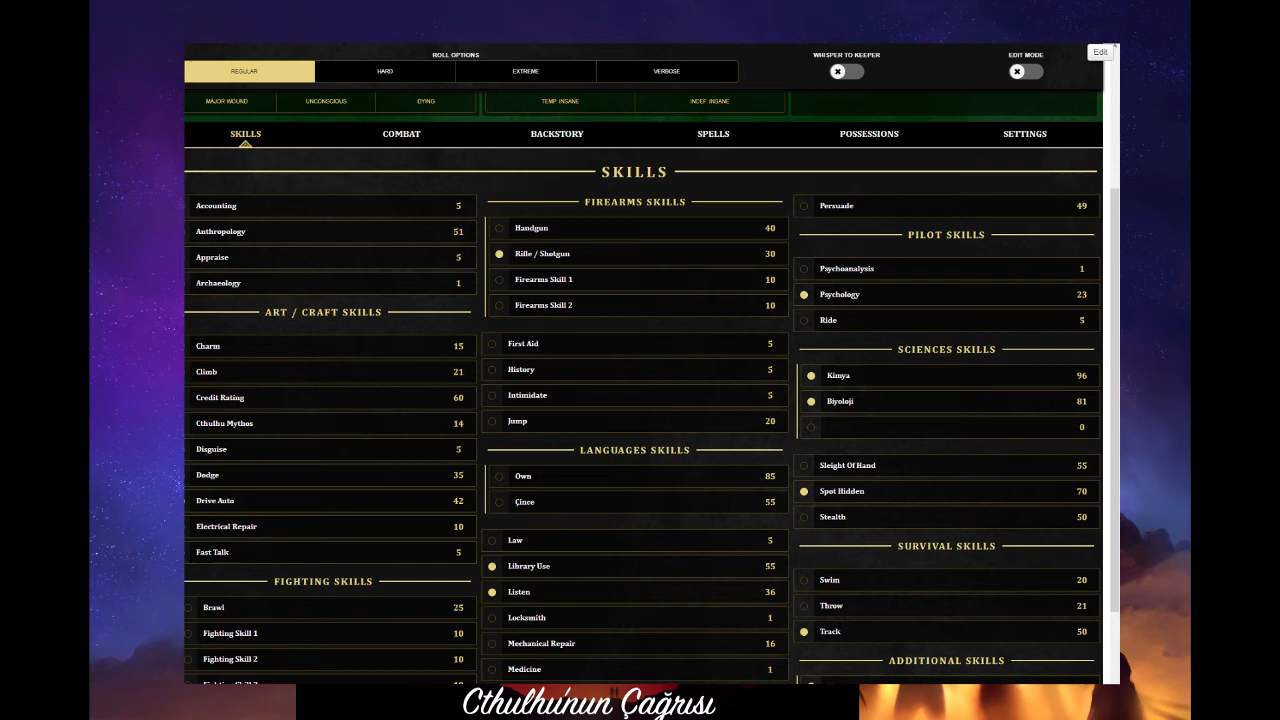 ROLL OPTIONS
WHISPER TO KEEPER
EDIT MODE
Edit
REGULAR
HARD
EXTREME
VERBOSE
MAJOR WOUND
UNCONSCIOUS
DYING
TEMP. INSANE
INDEF. INSANE
SKILLS
COMBAT
BACKSTORY
SPELLS
POSSESSIONS
SETTINGS
SKILLS
Accounting 5
Anthropology 51
Appraise 5
Archaeology 1
ART / CRAFT SKILLS
Charm 15
Climb 21
Credit Rating 60
Cthulhu Mythos 14
Disguise 5
Dodge 35
Drive Auto 42
Electrical Repair 10
Fast Talk 5
FIGHTING SKILLS
Brawl 25
Fighting Skill 1 10
Fighting Skill 2 10
FIREARMS SKILLS
Handgun 40
Rifle / Shotgun 30
Firearms Skill 1 10
Firearms Skill 2 10
First Aid 5
History 5
Intimidate 5
Jump 20
LANGUAGES SKILLS
Own 85
Çince 55
Law 5
Library Use 55
Listen 36
Locksmith 1
Mechanical Repair 16
Medicine 1
Persuade 49
PILOT SKILLS
Psychoanalysis 1
Psychology 23
Ride 5
SCIENCES SKILLS
Kimya 96
Biyoloji 81
0
Sleight Of Hand 55
Spot Hidden 70
Stealth 50
SURVIVAL SKILLS
Swim 20
Throw 21
Track 50
ADDITIONAL SKILLS
Cthulhu'nun Çağrısı